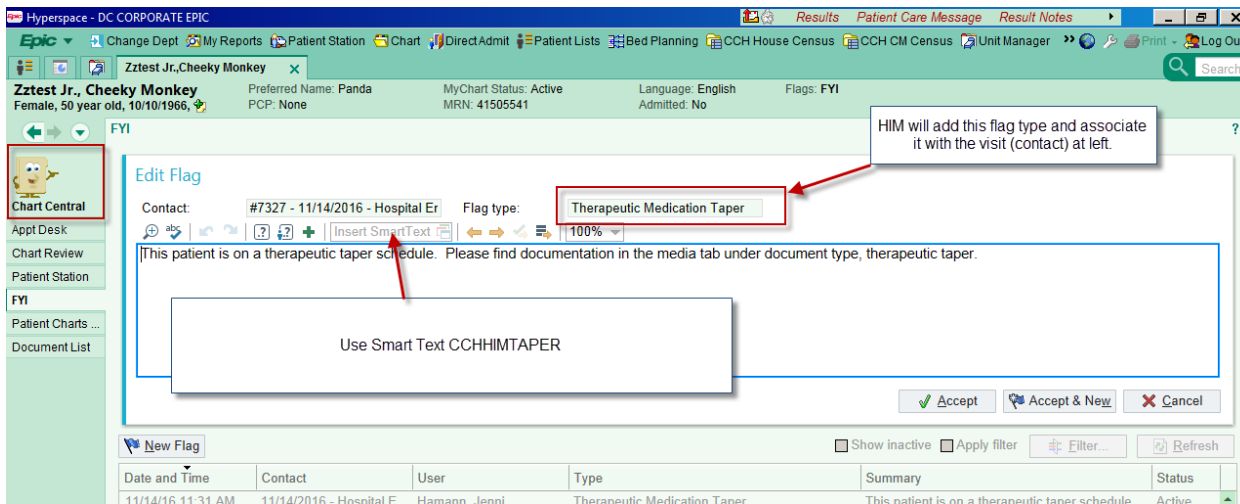 Hyperspace - DC CORPORATE EPIC
Results Patient Care Message Result Notes
Epic Change Dept My Reports Patient Station Chart DirectAdmit Patient Lists Bed Planning CCH House Census CCH CM Census Unit Manager Print Log Ou
Zztest Jr.,Cheeky Monkey
Search
Zztest Jr., Cheeky Monkey Preferred Name: Panda MyChart Status: Active Language: English Flags: FYI
Female, 50 year old, 10/10/1966, PCP: None MRN: 41505541 Admitted: No
FYI
HIM will add this flag type and associate
it with the visit (contact) at left.
Chart Central
Appt Desk
Chart Review
Patient Station
FYI
Patient Charts ...
Document List
Edit Flag
Contact: #7327 - 11/14/2016 - Hospital Er Flag type: Therapeutic Medication Taper
Insert SmartText 100%
This patient is on a therapeutic taper schedule. Please find documentation in the media tab under document type, therapeutic taper.
Use Smart Text CCHHIMTAPER
Accept Accept & New Cancel
New Flag Show inactive Apply filter Filter... Refresh
Date and Time Contact User Type Summary Status
11/14/16 11:31 AM 11/14/2016 - Hospital E Hamann, Jenni Therapeutic Medication Taper This patient is on a therapeutic taper schedule Active